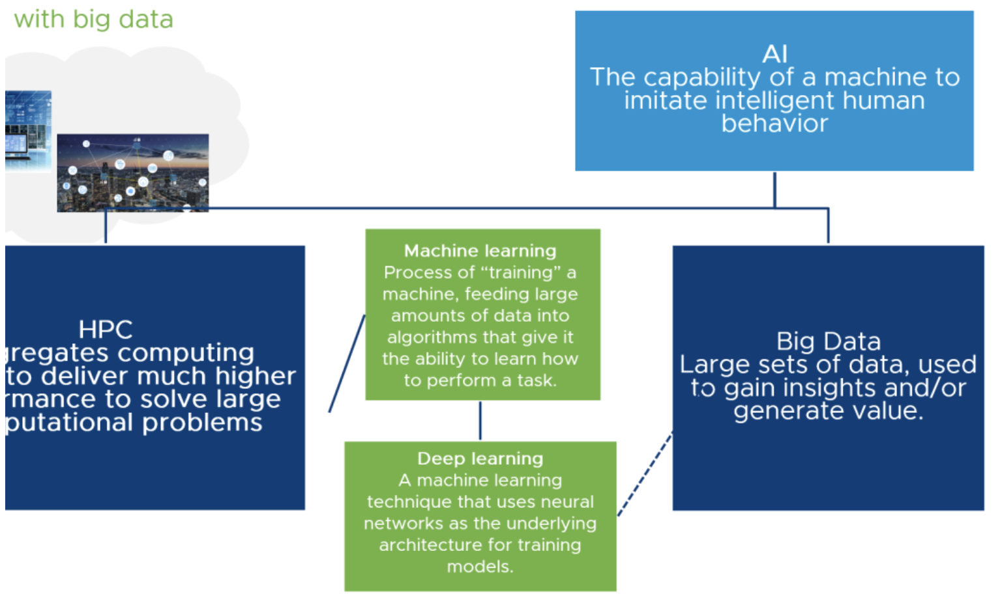 with big data
AI
The capability of a machine to
imitate intelligent human
behavior
HPC
gregates computing
to deliver much higher
rmance to solve large
putational problems
Machine learning
Process of “training” a
machine, feeding large
amounts of data into
algorithms that give it
the ability to learn how
to perform a task.
Deep learning
A machine learning
technique that uses neural
networks as the underlying
architecture for training
models.
Big Data
Large sets of data, used
to gain insights and/or
generate value.